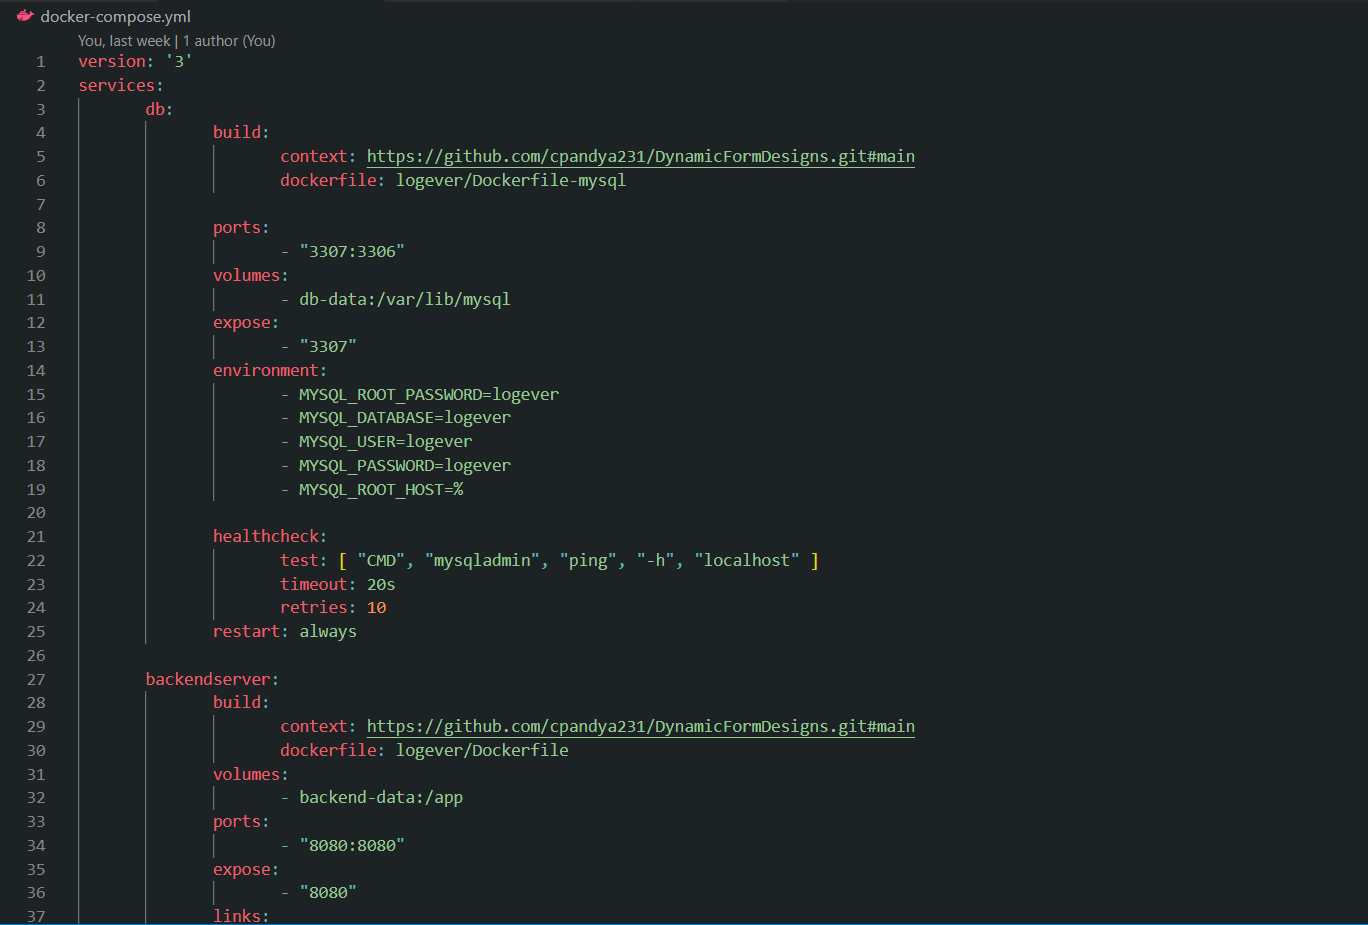 docker-compose.yml
You, last week | 1 author (You)
1 version: '3'
2 services:
3 db:
4 build:
5 context: https://github.com/cpandya231/DynamicFormDesigns.git#main
6 dockerfile: logever/Dockerfile-mysql
7
8 ports:
9 - "3307:3306"
10 volumes:
11 - db-data:/var/lib/mysql
12 expose:
13 - "3307"
14 environment:
15 - MYSQL_ROOT_PASSWORD=logever
16 - MYSQL_DATABASE=logever
17 - MYSQL_USER=logever
18 - MYSQL_PASSWORD=logever
19 - MYSQL_ROOT_HOST=%
20
21 healthcheck:
22 test: [ "CMD", "mysqladmin", "ping", "-h", "localhost" ]
23 timeout: 20s
24 retries: 10
25 restart: always
26
27 backendserver:
28 build:
29 context: https://github.com/cpandya231/DynamicFormDesigns.git#main
30 dockerfile: logever/Dockerfile
31 volumes:
32 - backend-data:/app
33 ports:
34 - "8080:8080"
35 expose:
36 - "8080"
37 links: